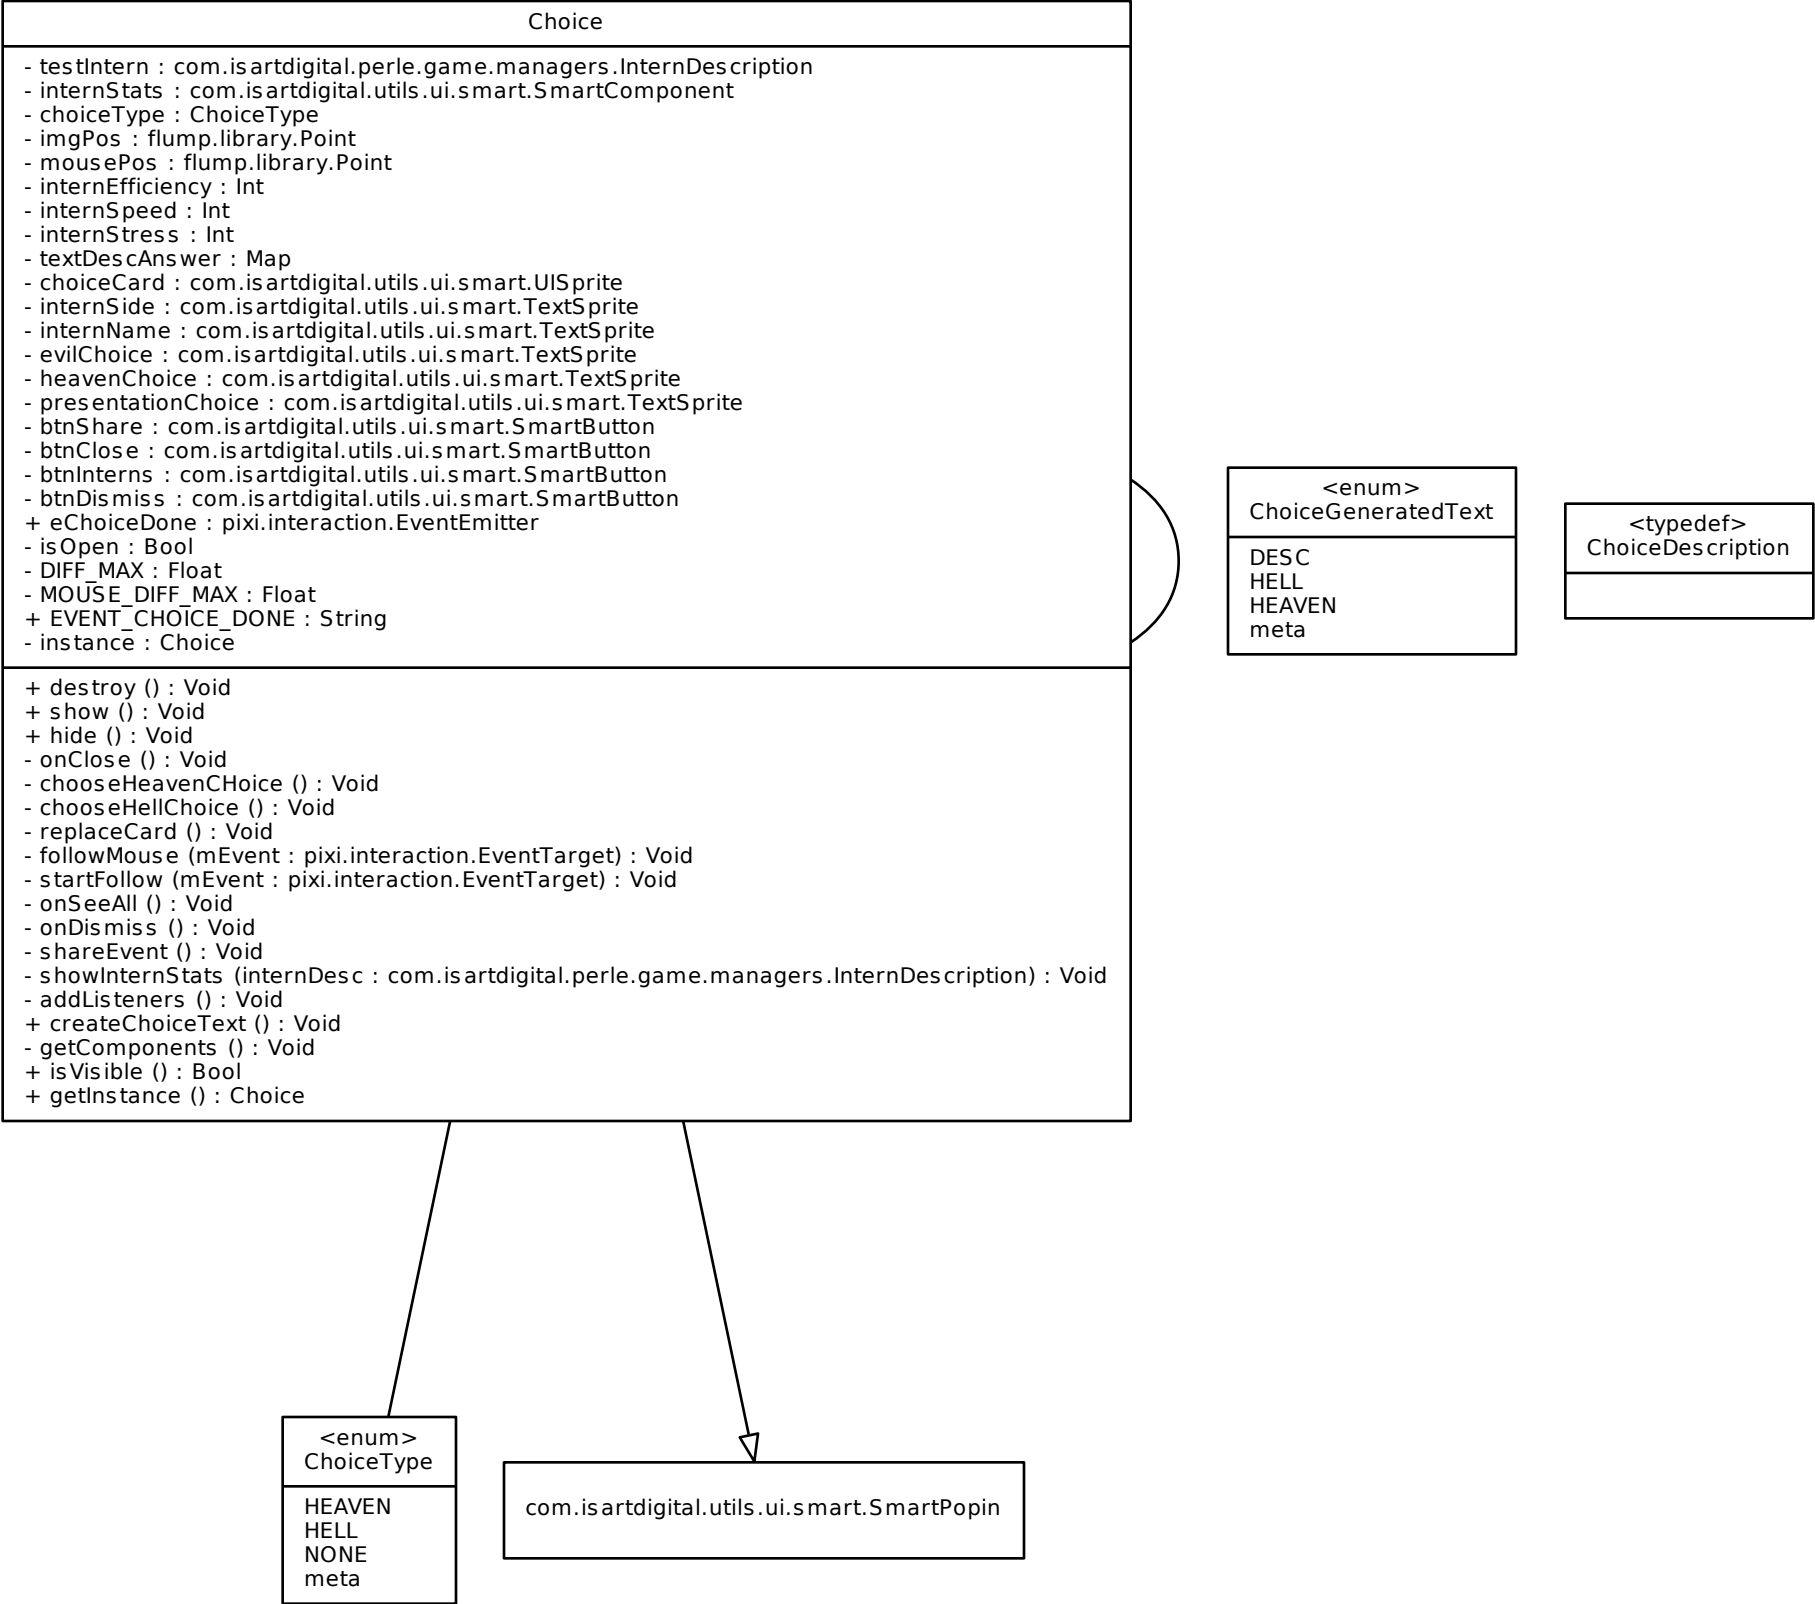 Choice
- testIntern : com.isartdigital.perle.game.managers.InternDescription
- internStats : com.isartdigital.utils.ui.smart.SmartComponent
- choiceType : ChoiceType
- imgPos : flump.library.Point
- mousePos : flump.library.Point
- internEfficiency : Int
- internSpeed : Int
- internStress : Int
- textDescAnswer : Map
- choiceCard : com.isartdigital.utils.ui.smart.UISprite
- internSide : com.isartdigital.utils.ui.smart.TextSprite
- internName : com.isartdigital.utils.ui.smart.TextSprite
- evilChoice : com.isartdigital.utils.ui.smart.TextSprite
- heavenChoice : com.isartdigital.utils.ui.smart.TextSprite
- presentationChoice : com.isartdigital.utils.ui.smart.TextSprite
- btnShare : com.isartdigital.utils.ui.smart.SmartButton
- btnClose : com.isartdigital.utils.ui.smart.SmartButton
- btnInterns : com.isartdigital.utils.ui.smart.SmartButton
- btnDismiss : com.isartdigital.utils.ui.smart.SmartButton
+ eChoiceDone : pixi.interaction.EventEmitter
- isOpen : Bool
- DIFF_MAX : Float
- MOUSE_DIFF_MAX : Float
+ EVENT_CHOICE_DONE : String
- instance : Choice
+ destroy () : Void
+ show () : Void
+ hide () : Void
- onClose () : Void
- chooseHeavenCHoice () : Void
- chooseHellChoice () : Void
- replaceCard () : Void
- followMouse (mEvent : pixi.interaction.EventTarget) : Void
- startFollow (mEvent : pixi.interaction.EventTarget) : Void
- onSeeAll () : Void
- onDismiss () : Void
- shareEvent () : Void
- showInternStats (internDesc : com.isartdigital.perle.game.managers.InternDescription) : Void
- addListeners () : Void
+ createChoiceText () : Void
- getComponents () : Void
+ isVisible () : Bool
+ getInstance () : Choice
<enum>
ChoiceGeneratedText
DESC
HELL
HEAVEN
meta
<typedef>
ChoiceDescription
<enum>
ChoiceType
HEAVEN
HELL
NONE
meta
com.isartdigital.utils.ui.smart.SmartPopin